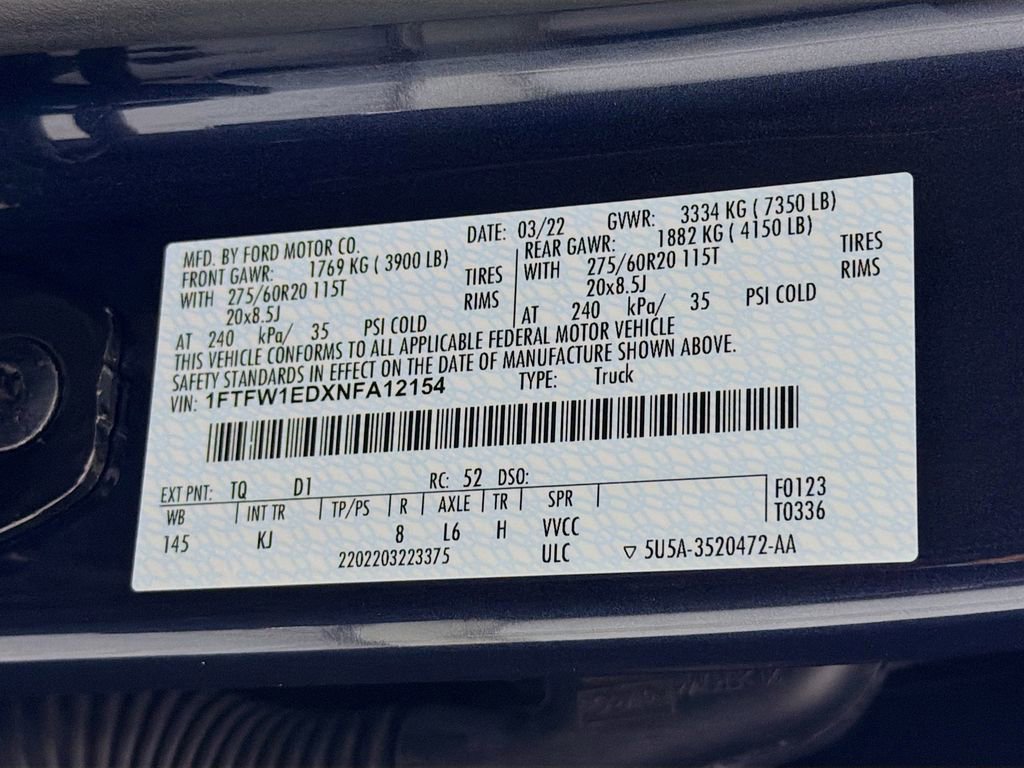 MFD. BY FORD MOTOR CO.
DATE: 03/22 GVWR: 3334 KG ( 7350 LB)
FRONT GAWR: 1769 KG ( 3900 LB)
WITH 275/60R20 115T TIRES
20x8.5J RIMS
AT 240 kPa/ 35 PSI COLD
REAR GAWR: 1882 KG ( 4150 LB)
WITH 275/60R20 115T TIRES
20x8.5J RIMS
AT 240 kPa/ 35 PSI COLD
THIS VEHICLE CONFORMS TO ALL APPLICABLE FEDERAL MOTOR VEHICLE
SAFETY STANDARDS IN EFFECT ON THE DATE OF MANUFACTURE SHOWN ABOVE.
VIN: 1FTFW1EDXNFA12154 TYPE: Truck
EXT PNT: TQ D1 RC: 52 DSO:
WB INT TR TP/PS R AXLE TR SPR F0123
T0336
145 KJ 8 L6 H VVCC
2202203223375 ULC 5U5A-3520472-AA